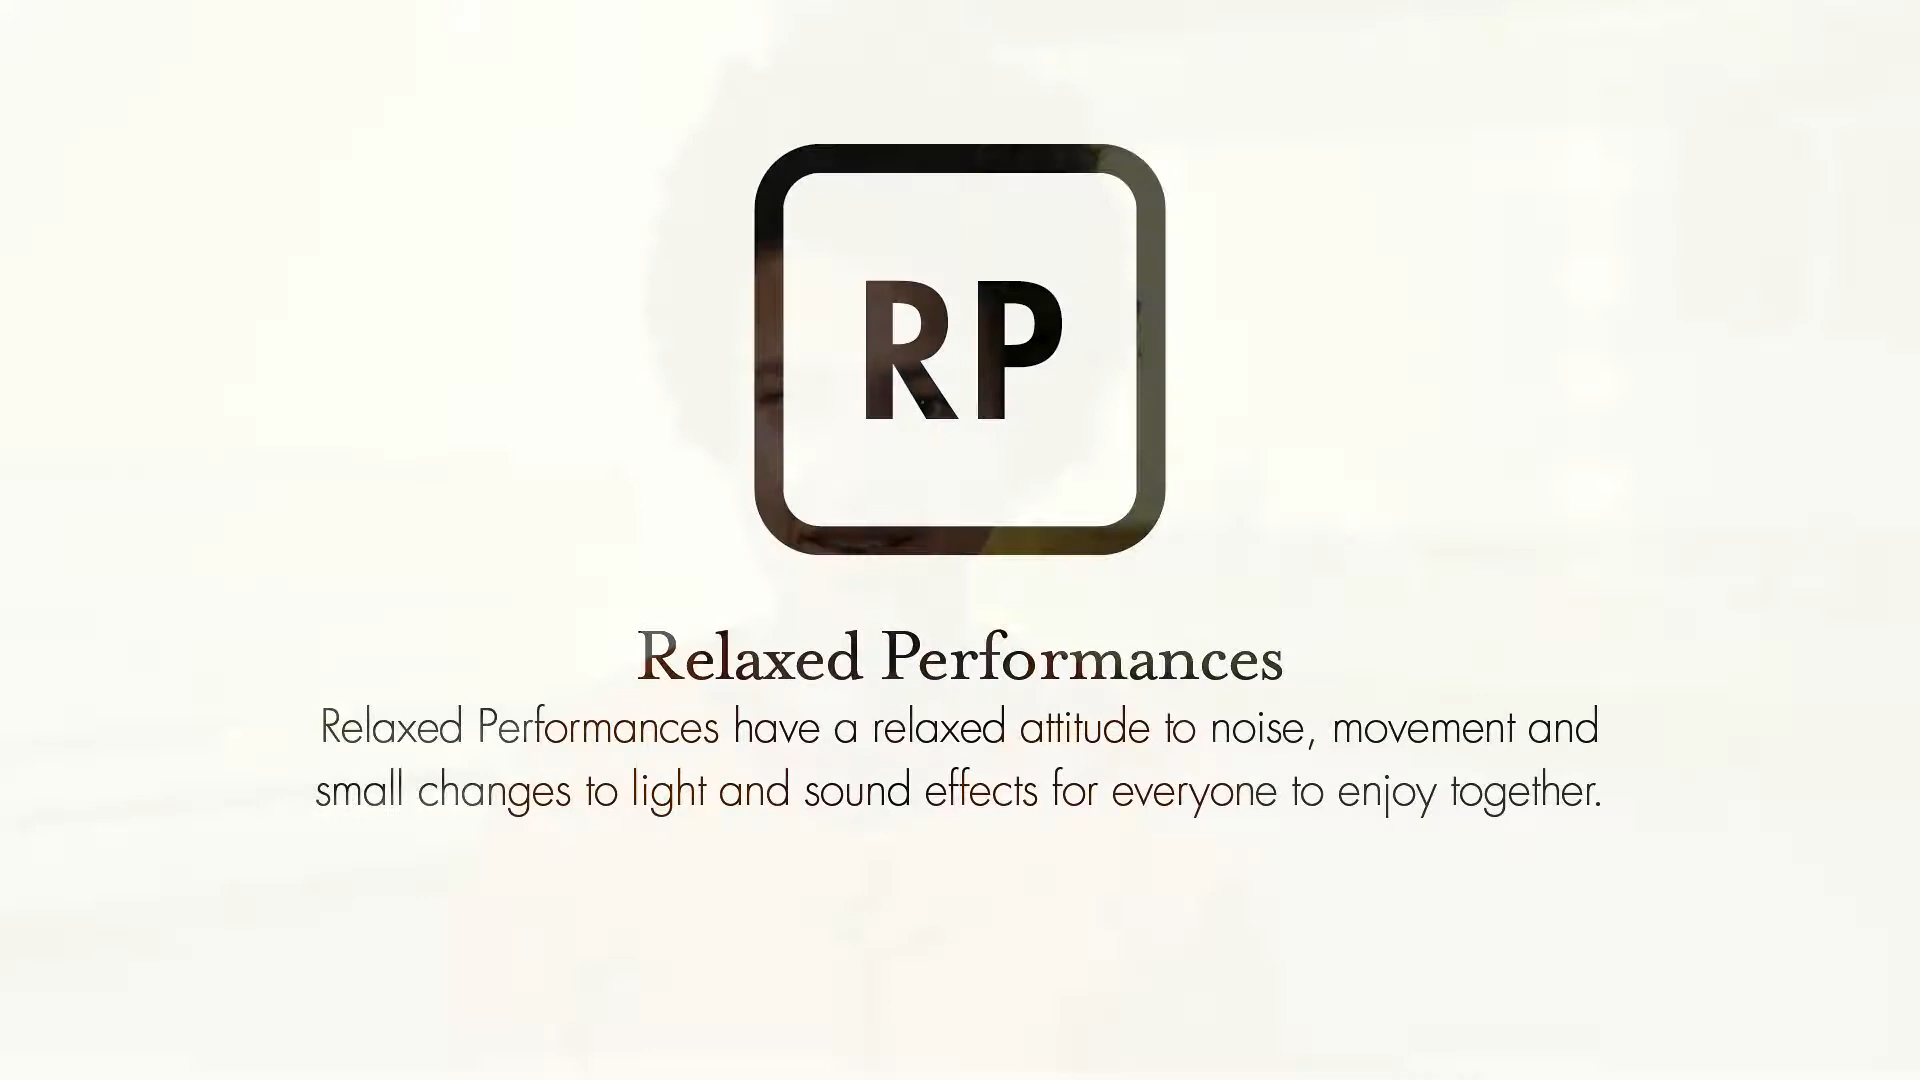 RP
Relaxed Performances
Relaxed Performances have a relaxed attitude to noise, movement and
small changes to light and sound effects for everyone to enjoy together.